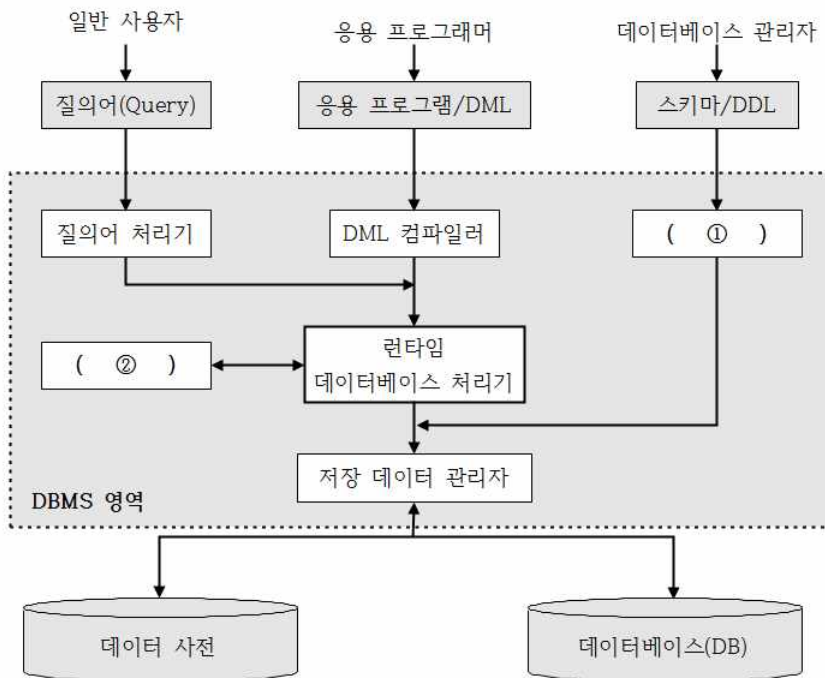 일반 사용자
응용 프로그래머
데이터베이스 관리자
질의어(Query)
응용 프로그램/DML
스키마/DDL
질의어 처리기
DML 컴파일러
( ① )
( ② )
런타임
데이터베이스 처리기
저장 데이터 관리자
DBMS 영역
데이터 사전
데이터베이스(DB)